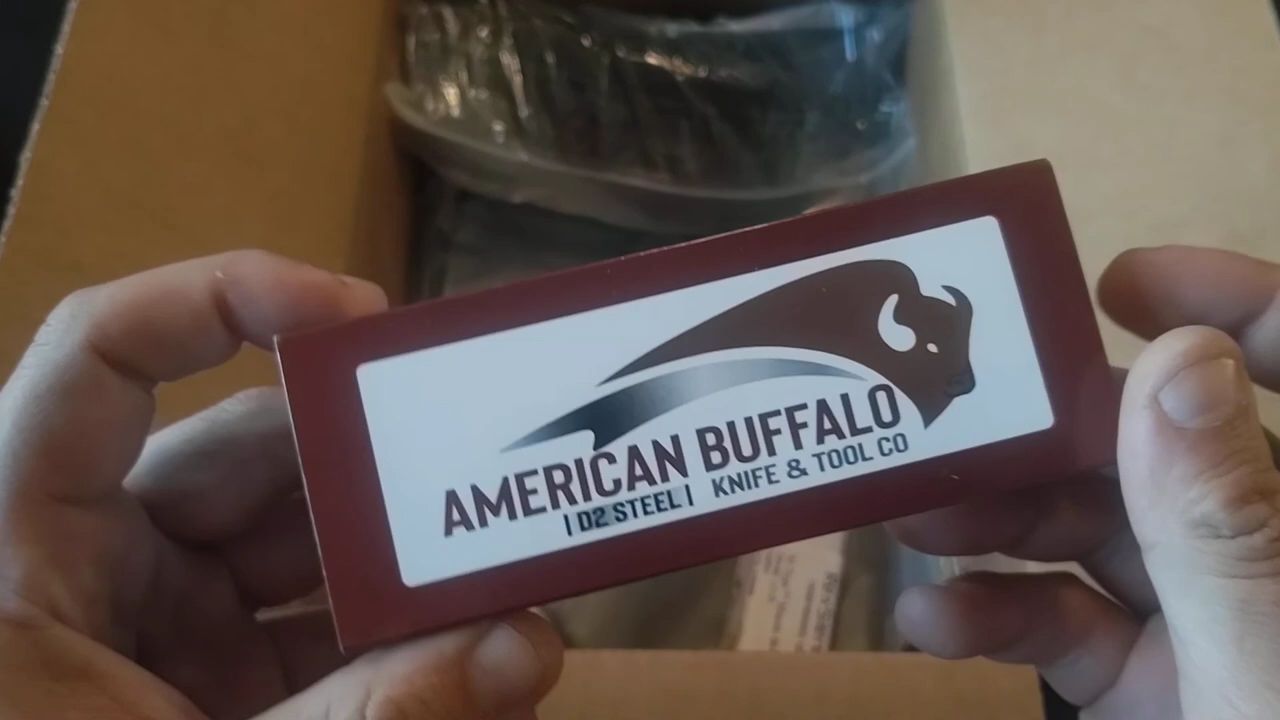 AMERICAN BUFFALO
| D2 STEEL | KNIFE & TOOL CO